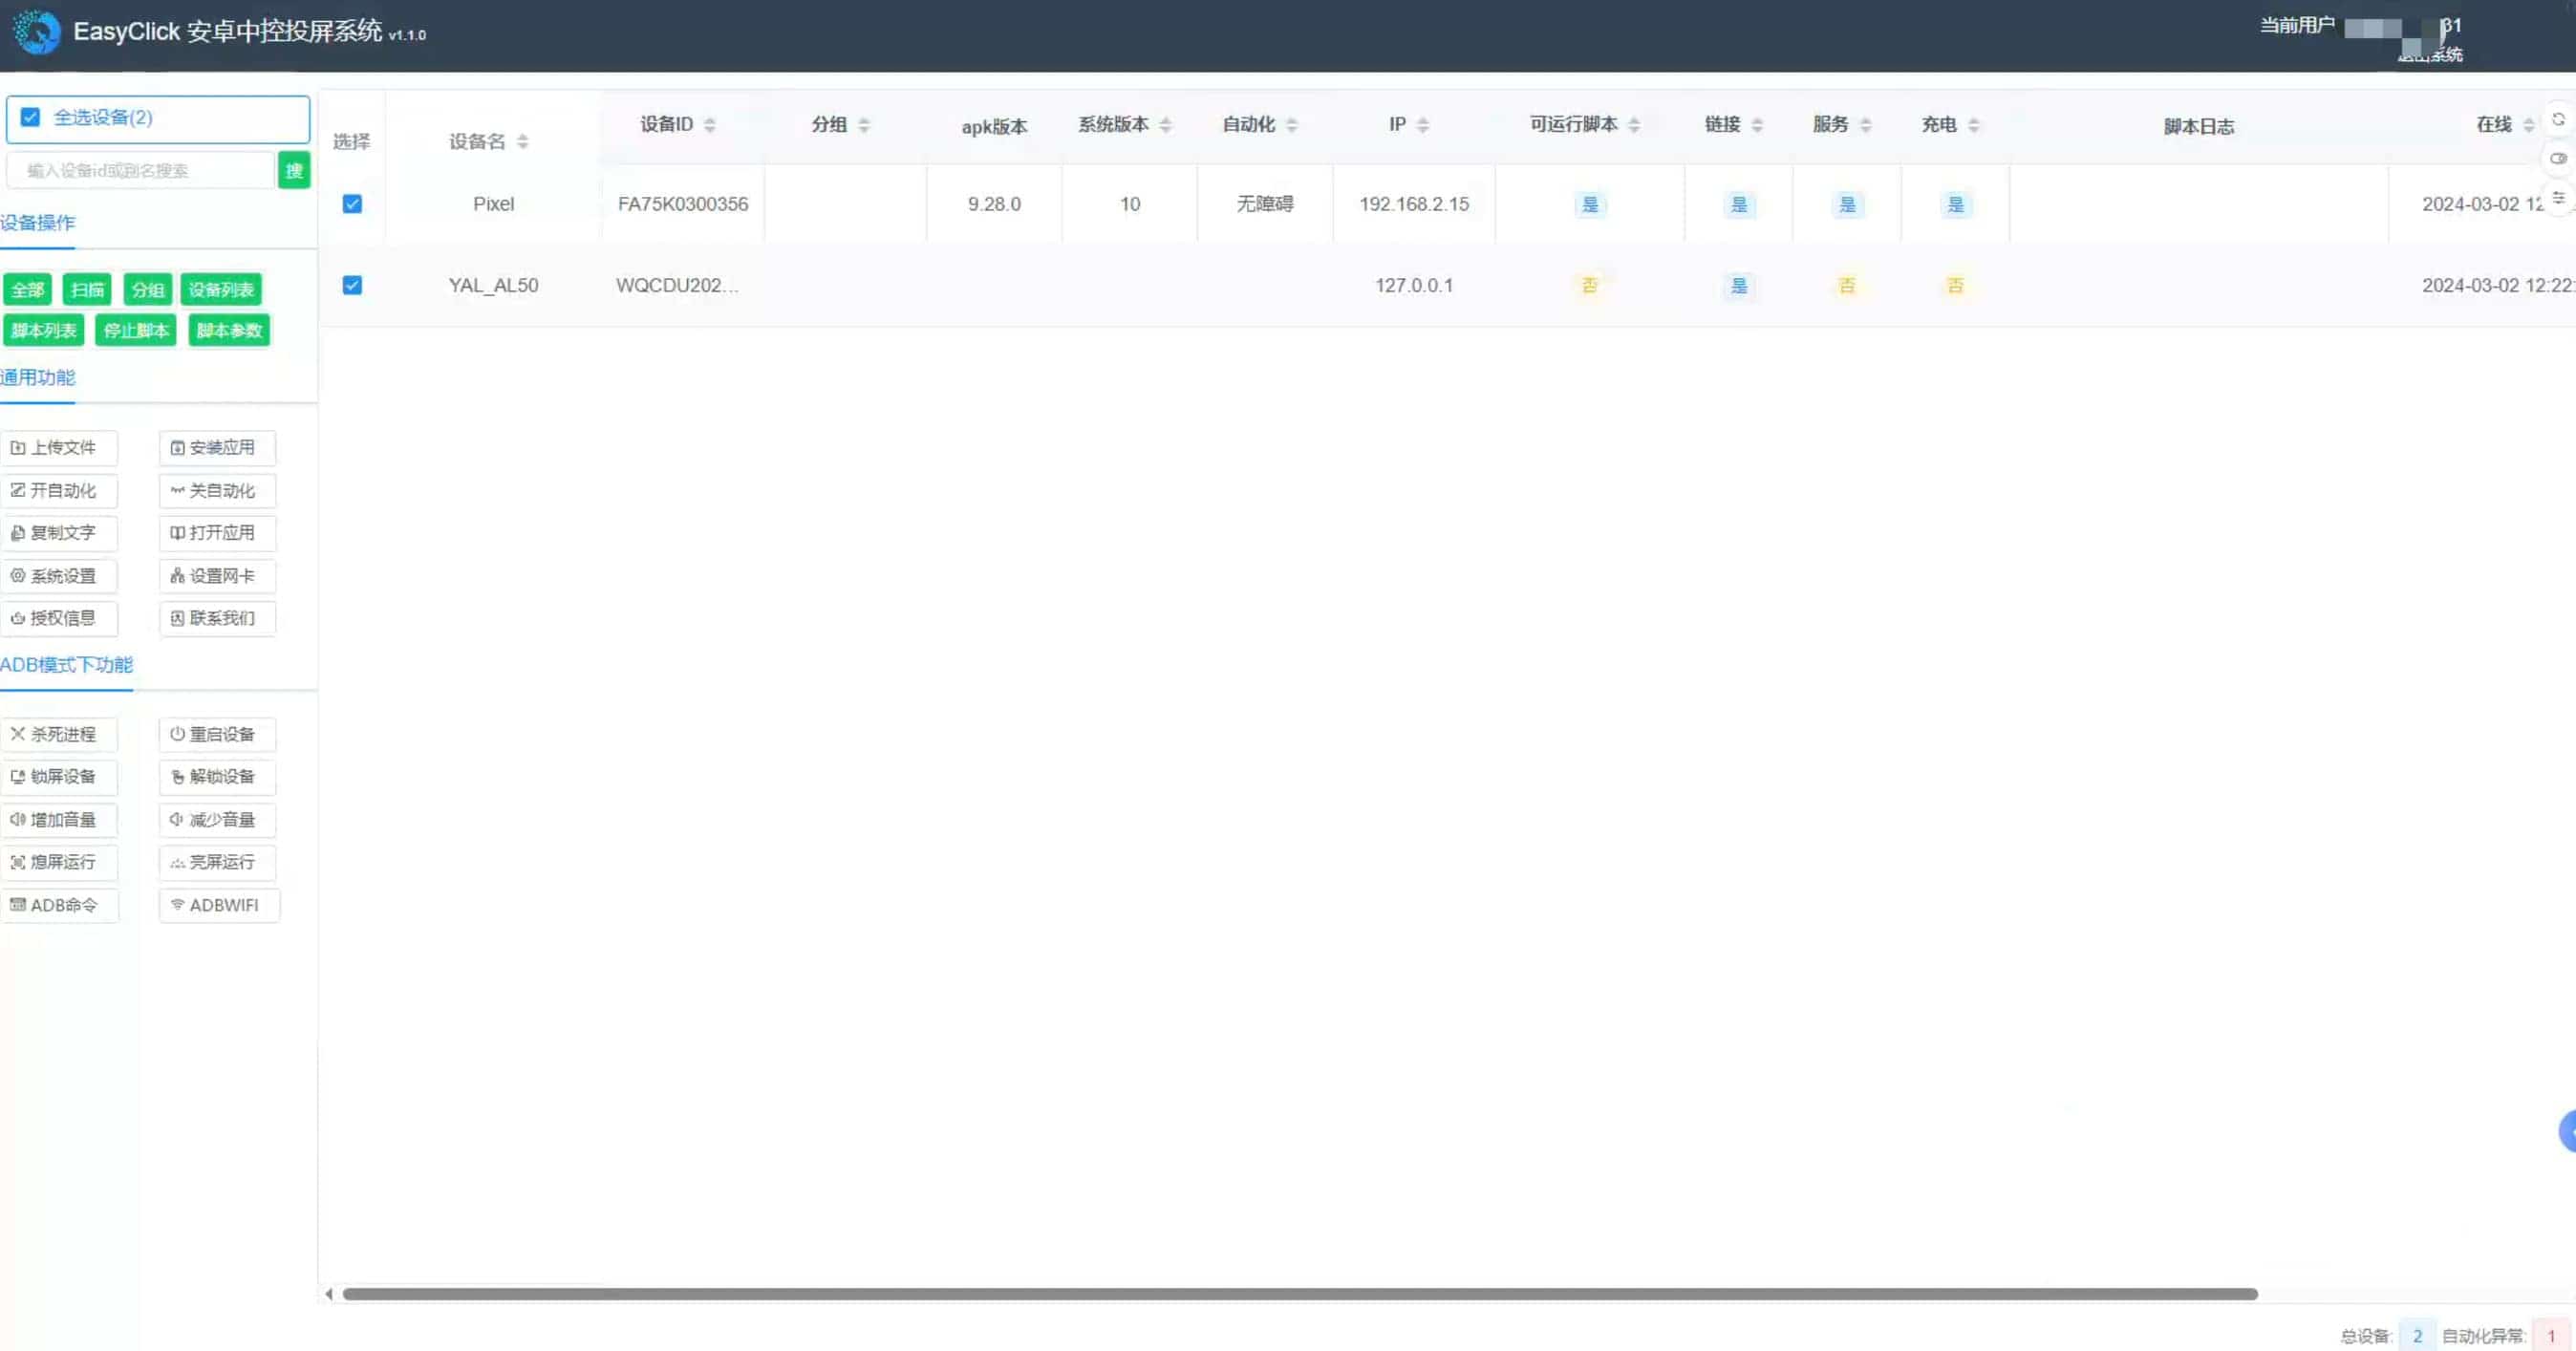 EasyClick 安卓中控投屏系统 v1.1.0
当前用户 31
系统
全选设备(2)
输入设备id或别名搜索 搜
设备操作
全部 扫描 分组 设备列表
脚本列表 停止脚本 脚本参数
通用功能
上传文件 安装应用
开自动化 关自动化
复制文字 打开应用
系统设置 设置网卡
授权信息 联系我们
ADB模式下功能
杀死进程 重启设备
锁屏设备 解锁设备
增加音量 减少音量
熄屏运行 亮屏运行
ADB命令 ADBWIFI
选择 设备名 设备ID 分组 apk版本 系统版本 自动化 IP 可运行脚本 链接 服务 充电 脚本日志 在线
Pixel FA75K0300356 9.28.0 10 无障碍 192.168.2.15 是 是 是 是 2024-03-02 12
YAL_AL50 WQCDU202... 127.0.0.1 否 是 否 否 2024-03-02 12:22:
总设备: 2 自动化异常: 1